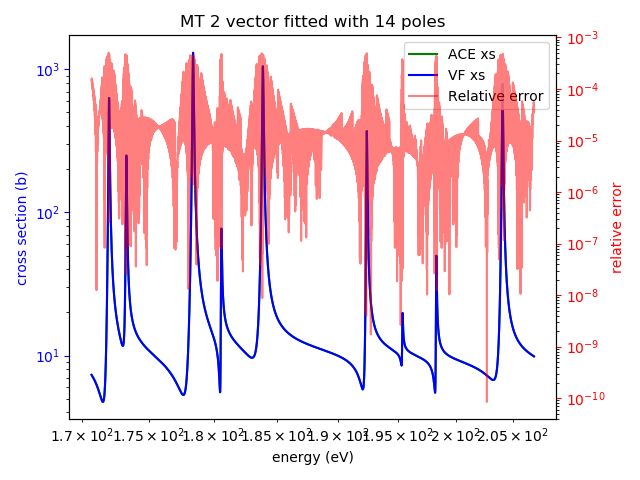 MT 2 vector fitted with 14 poles
ACE xs
VF xs
Relative error
cross section (b)
10³
10²
10¹
relative error
10⁻³
10⁻⁴
10⁻⁵
10⁻⁶
10⁻⁷
10⁻⁸
10⁻⁹
10⁻¹⁰
1.7 × 10² 1.75 × 10² 1.8 × 10² 1.85 × 10² 1.9 × 10² 1.95 × 10² 2 × 10² 2.05 × 10²
energy (eV)